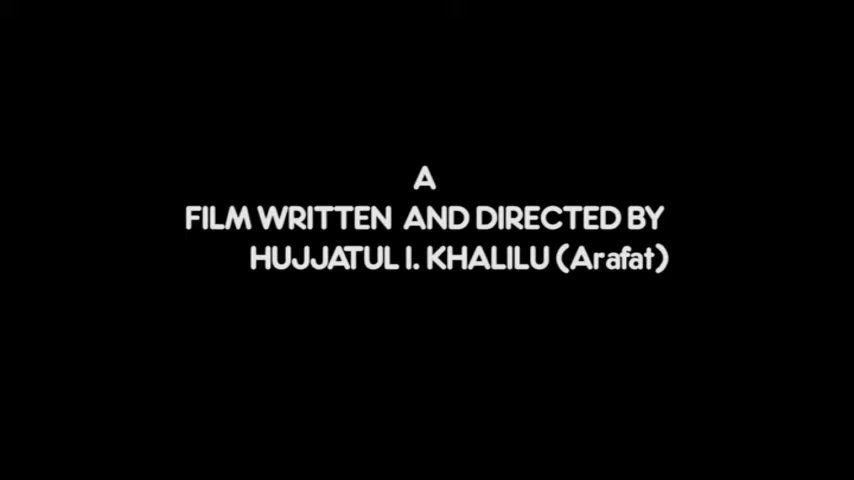 A
FILM WRITTEN AND DIRECTED BY
HUJJATUL I. KHALILU (Arafat)